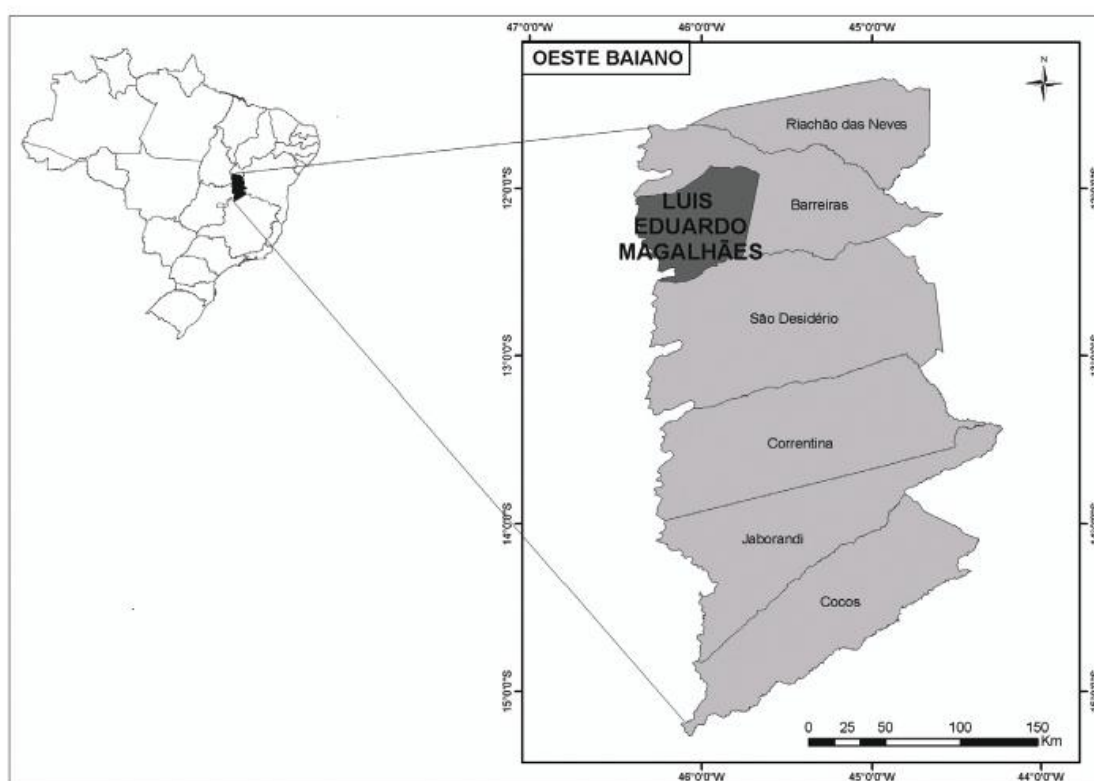 47°0'0"W 46°0'0"W 45°0'0"W
OESTE BAIANO
N
Riachão das Neves
12°0'0"S
Barreiras
LUIS
EDUARDO
MAGALHÃES
São Desidério
13°0'0"S
Correntina
14°0'0"S
Jaborandi
Cocos
15°0'0"S
0 25 50 100 150
Km
46°0'0"W 45°0'0"W 44°0'0"W